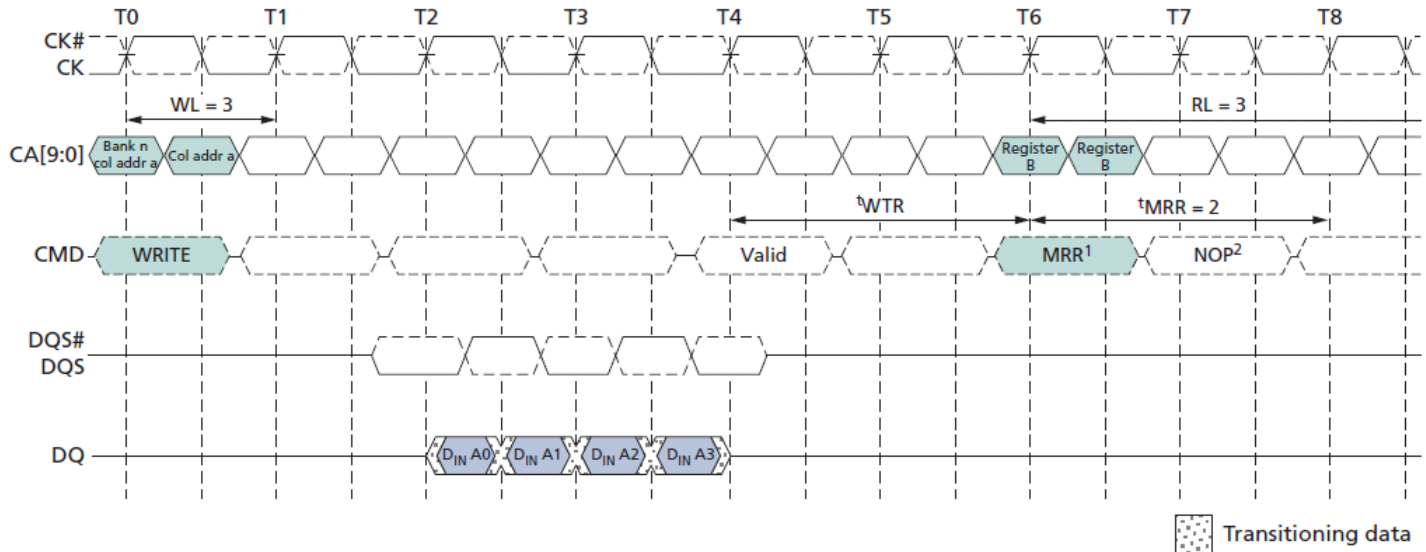 T0 T1 T2 T3 T4 T5 T6 T7 T8
CK#
CK
WL = 3
RL = 3
CA[9:0]
Bank n
col addr a
Col addr a
Register
B
Register
B
tWTR
tMRR = 2
CMD
WRITE
Valid
MRR1
NOP2
DQS#
DQS
DQ
DIN A0
DIN A1
DIN A2
DIN A3
Transitioning data